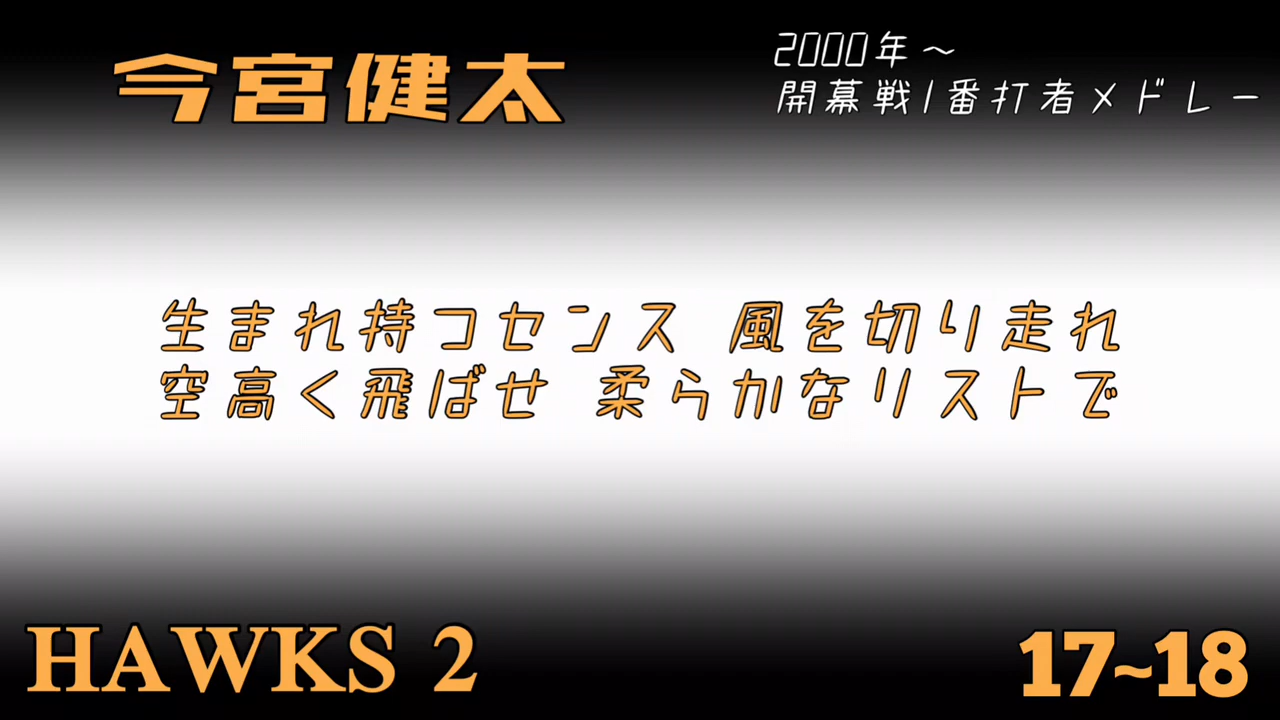 今宮健太
2000年～
開幕戦1番打者メドレー
生まれ持つセンス 風を切り走れ
空高く飛ばせ 柔らかなリストで
HAWKS 2
17~18